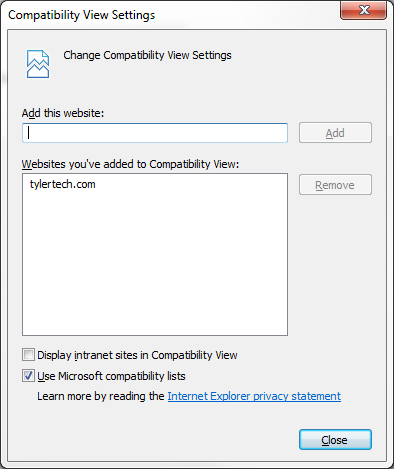 Compatibility View Settings
Change Compatibility View Settings
Add this website:
Add
Websites you've added to Compatibility View:
tylertech.com
Remove
Display intranet sites in Compatibility View
Use Microsoft compatibility lists
Learn more by reading the Internet Explorer privacy statement
Close